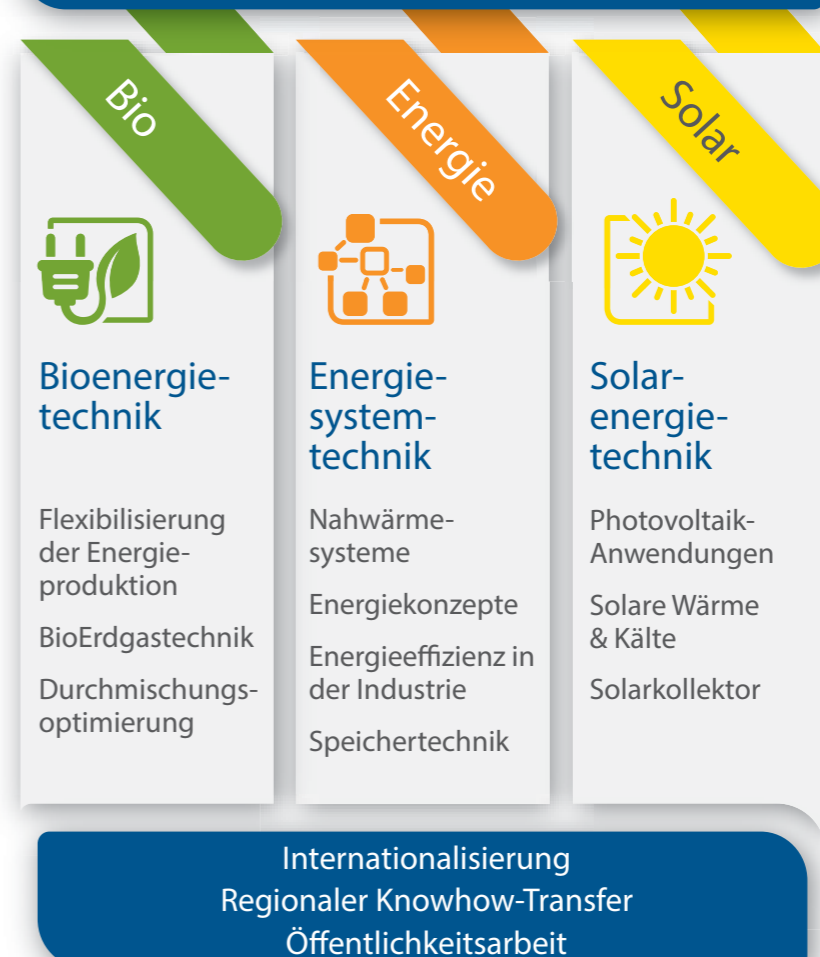 Bio
Bioenergie-
technik
Flexibilisierung
der Energie-
produktion
BioErdgastechnik
Durchmischungs-
optimierung
Energie
Energie-
system-
technik
Nahwärme-
systeme
Energiekonzepte
Energieeffizienz in
der Industrie
Speichertechnik
Solar
Solar-
energie-
technik
Photovoltaik-
Anwendungen
Solare Wärme
& Kälte
Solarkollektor
Internationalisierung
Regionaler Knowhow-Transfer
Öffentlichkeitsarbeit